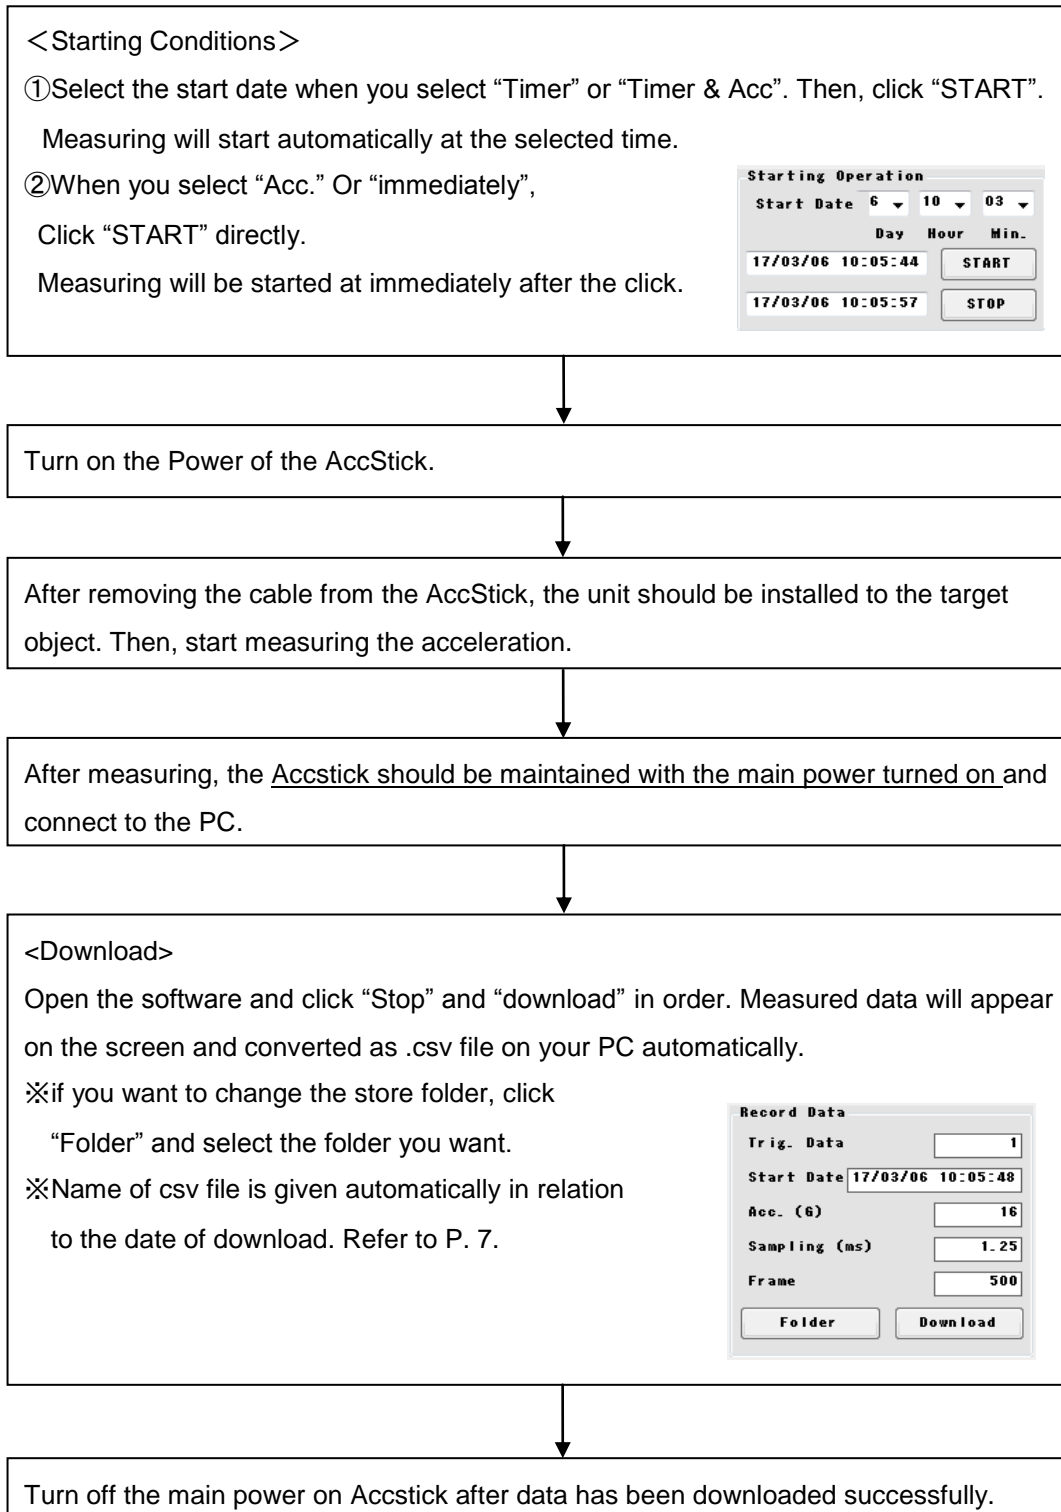 ＜Starting Conditions＞
①Select the start date when you select “Timer” or “Timer & Acc”. Then, click “START”.
Measuring will start automatically at the selected time.
②When you select “Acc.” Or “immediately”,
Click “START” directly.
Measuring will be started at immediately after the click.
Starting Operation
Start Date 6 10 03
Day Hour Min.
17/03/06 10:05:44 START
17/03/06 10:05:57 STOP
Turn on the Power of the AccStick.
After removing the cable from the AccStick, the unit should be installed to the target
object. Then, start measuring the acceleration.
After measuring, the Accstick should be maintained with the main power turned on and
connect to the PC.
<Download>
Open the software and click “Stop” and “download” in order. Measured data will appear
on the screen and converted as .csv file on your PC automatically.
※if you want to change the store folder, click
“Folder” and select the folder you want.
※Name of csv file is given automatically in relation
to the date of download. Refer to P. 7.
Record Data
Trig. Data 1
Start Date 17/03/06 10:05:48
Acc. (G) 16
Sampling (ms) 1.25
Frame 500
Folder Download
Turn off the main power on Accstick after data has been downloaded successfully.